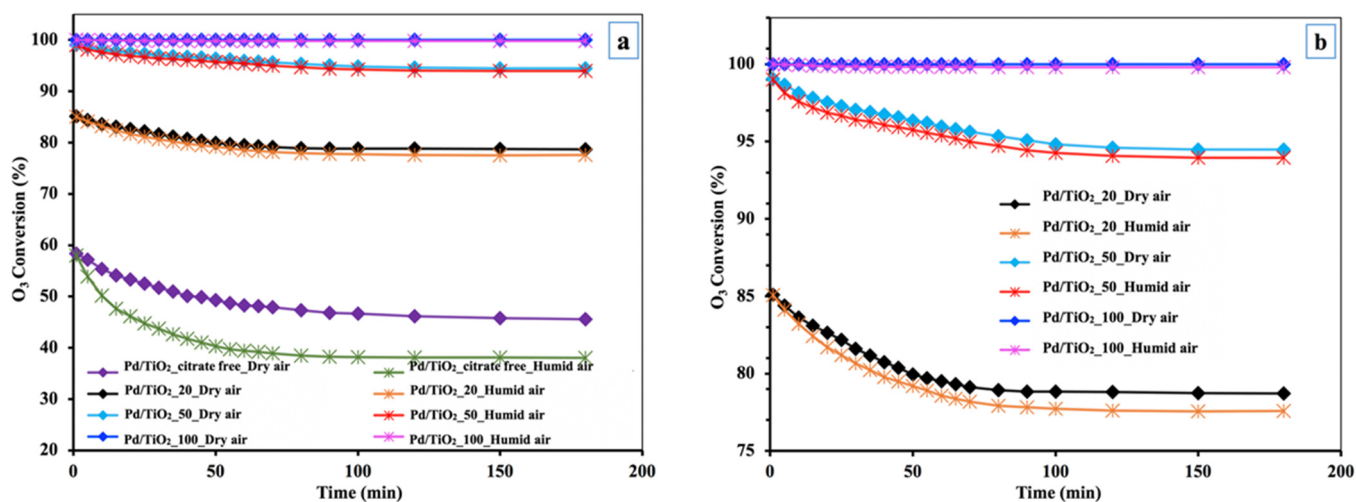 a
O₃ Conversion (%)
100
90
80
70
60
50
40
30
20
Pd/TiO₂_citrate free_Dry air
Pd/TiO₂_citrate free_Humid air
Pd/TiO₂_20_Dry air
Pd/TiO₂_20_Humid air
Pd/TiO₂_50_Dry air
Pd/TiO₂_50_Humid air
Pd/TiO₂_100_Dry air
Pd/TiO₂_100_Humid air
0 50 100 150 200
Time (min)
b
O₃ Conversion (%)
100
95
90
85
80
75
Pd/TiO₂_20_Dry air
Pd/TiO₂_20_Humid air
Pd/TiO₂_50_Dry air
Pd/TiO₂_50_Humid air
Pd/TiO₂_100_Dry air
Pd/TiO₂_100_Humid air
0 50 100 150 200
Time (min)